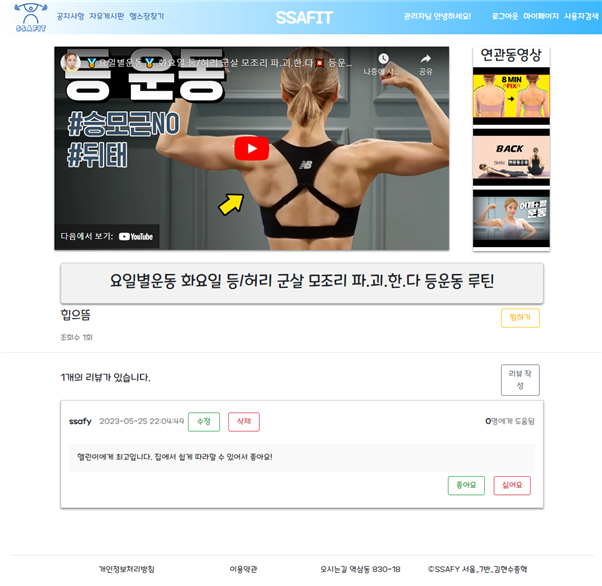 SSAFIT
공지사항 자유게시판 헬스장찾기
SSAFIT
관리자님 안녕하세요!
로그아웃 마이페이지 사용자검색
요일별운동 화요일 등/허리 군살 모조리 파.괴.한.다 등운...
나중에 시...
공유
등 운동
#승모근NO
#뒤태
다음에서 보기: YouTube
연관동영상
8 MIN
FIX
BACK
어깨+팔
운동
요일별운동 화요일 등/허리 군살 모조리 파.괴.한.다 등운동 루틴
힙으뜸
찜하기
조회수 1회
1개의 리뷰가 있습니다.
리뷰 작
성
ssafy 2023-05-25 22:04:49 수정 삭제
0명에게 도움됨
헬린이에게 최고입니다. 집에서 쉽게 따라할 수 있어서 좋아요!
좋아요 싫어요
개인정보처리방침 이용약관 오시는길 역삼동 830-18 ©SSAFY 서울_7반_김현수종혁